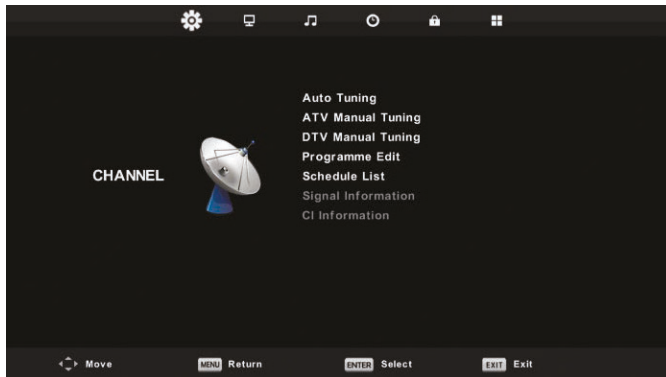 CHANNEL
Auto Tuning
ATV Manual Tuning
DTV Manual Tuning
Programme Edit
Schedule List
Signal Information
CI Information
Move MENU Return ENTER Select EXIT Exit